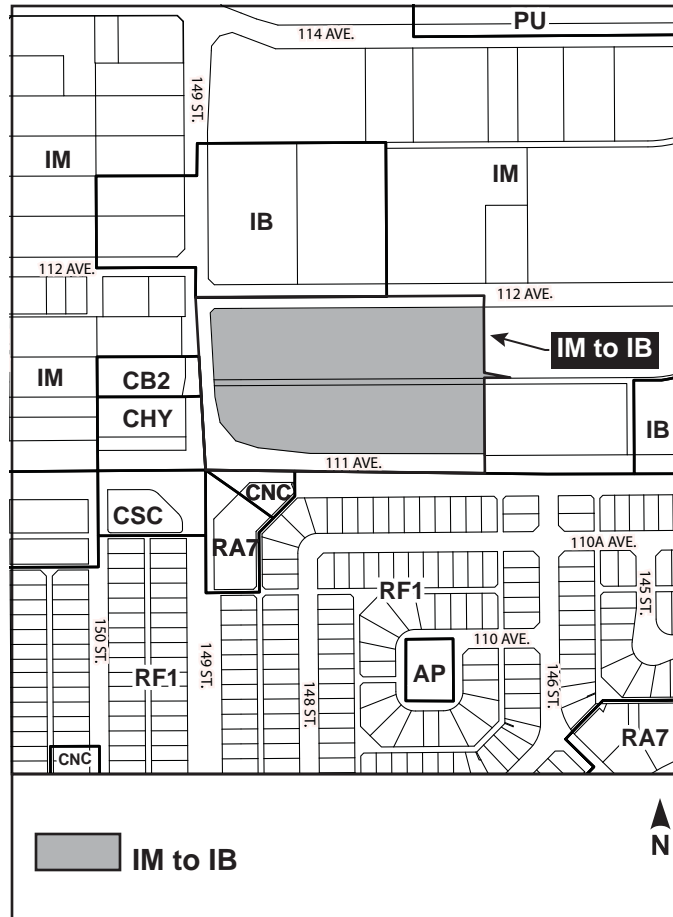 PU
114 AVE.
149 ST.
IM
IM
IB
112 AVE.
112 AVE.
IM to IB
IM
CB2
CHY
IB
111 AVE.
CNC
CSC
RA7
110A AVE.
145 ST.
RF1
150 ST.
149 ST.
110 AVE.
RF1
AP
148 ST.
146 ST.
RA7
CNC
IM to IB
N